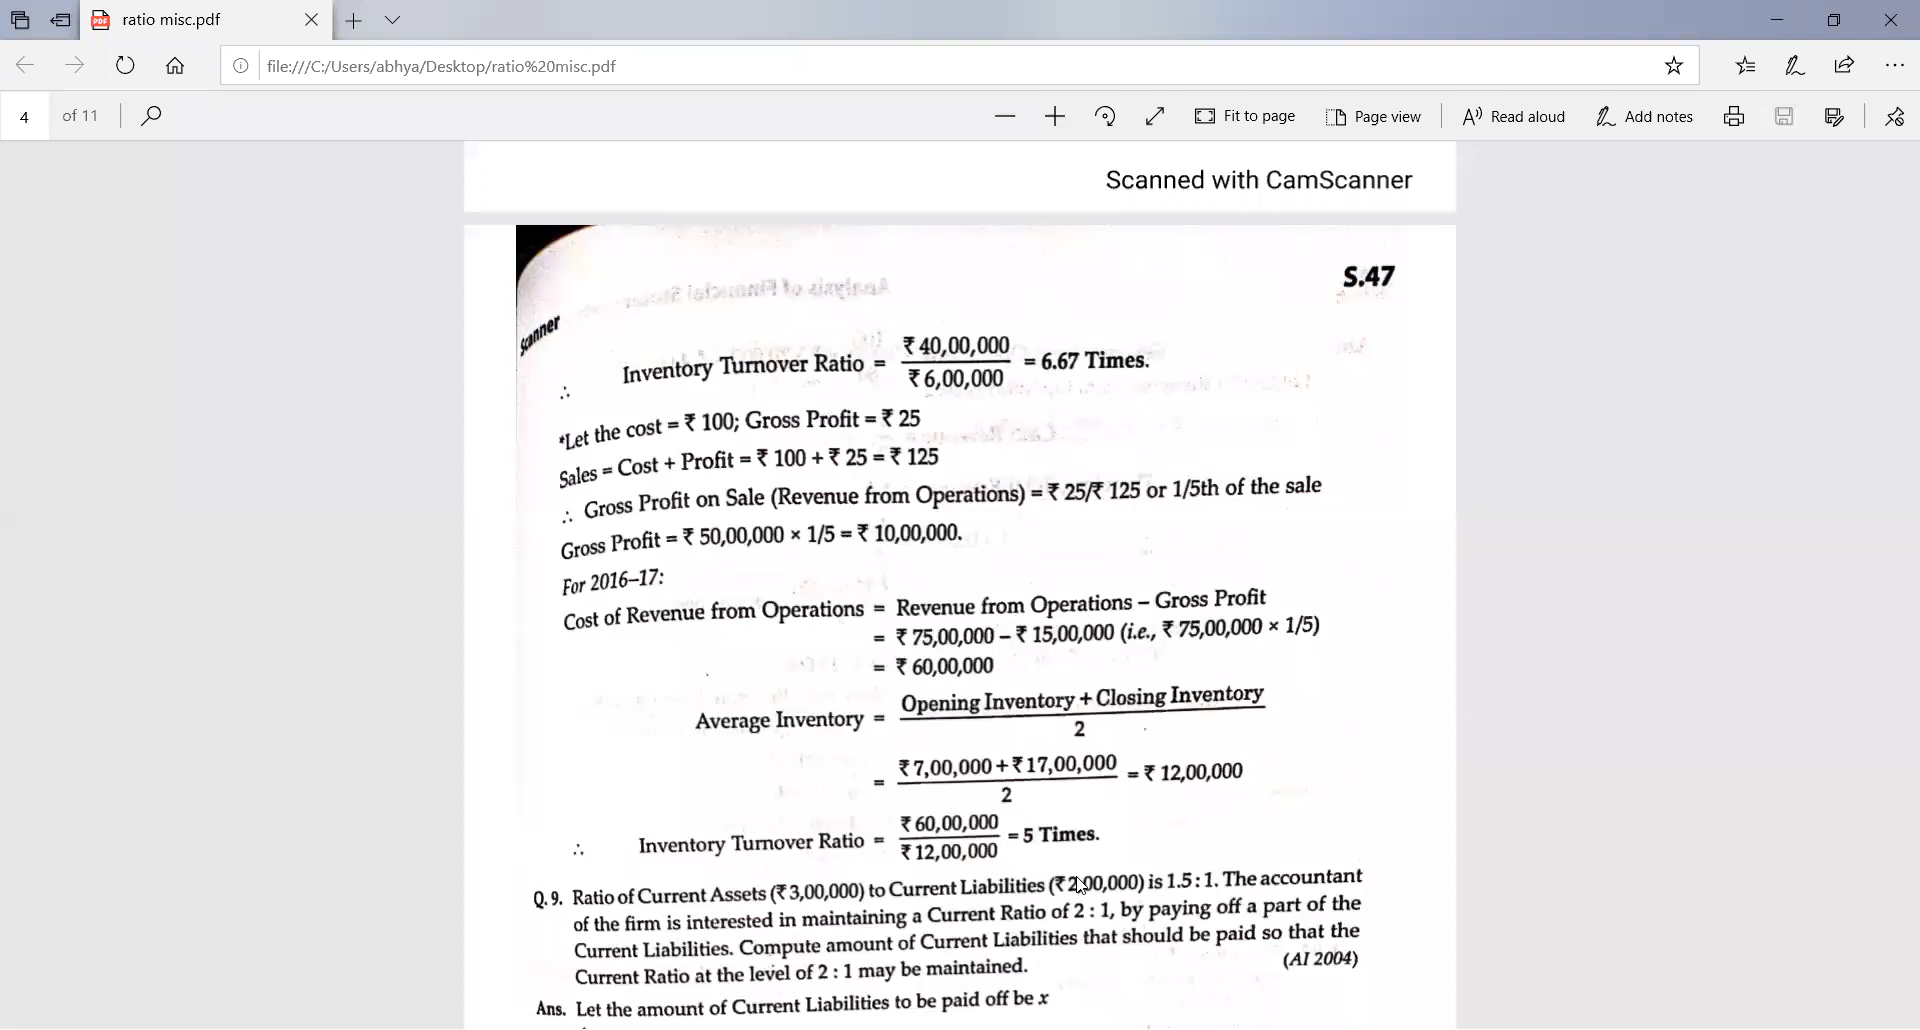 ratio misc.pdf
file:///C:/Users/abhya/Desktop/ratio%20misc.pdf
4 of 11 Fit to page Page view Read aloud Add notes
Scanned with CamScanner
S.47
Scanner
∴ Inventory Turnover Ratio = ₹ 40,00,000 / ₹ 6,00,000 = 6.67 Times.
*Let the cost = ₹ 100; Gross Profit = ₹ 25
Sales = Cost + Profit = ₹ 100 + ₹ 25 = ₹ 125
∴ Gross Profit on Sale (Revenue from Operations) = ₹ 25/₹ 125 or 1/5th of the sale
Gross Profit = ₹ 50,00,000 × 1/5 = ₹ 10,00,000.
For 2016–17:
Cost of Revenue from Operations = Revenue from Operations – Gross Profit
= ₹ 75,00,000 – ₹ 15,00,000 (i.e., ₹ 75,00,000 × 1/5)
= ₹ 60,00,000
Average Inventory = Opening Inventory + Closing Inventory / 2
= ₹ 7,00,000 + ₹ 17,00,000 / 2 = ₹ 12,00,000
∴ Inventory Turnover Ratio = ₹ 60,00,000 / ₹ 12,00,000 = 5 Times.
Q. 9. Ratio of Current Assets (₹ 3,00,000) to Current Liabilities (₹ 2,00,000) is 1.5 : 1. The accountant
of the firm is interested in maintaining a Current Ratio of 2 : 1, by paying off a part of the
Current Liabilities. Compute amount of Current Liabilities that should be paid so that the
Current Ratio at the level of 2 : 1 may be maintained. (AI 2004)
Ans. Let the amount of Current Liabilities to be paid off be x